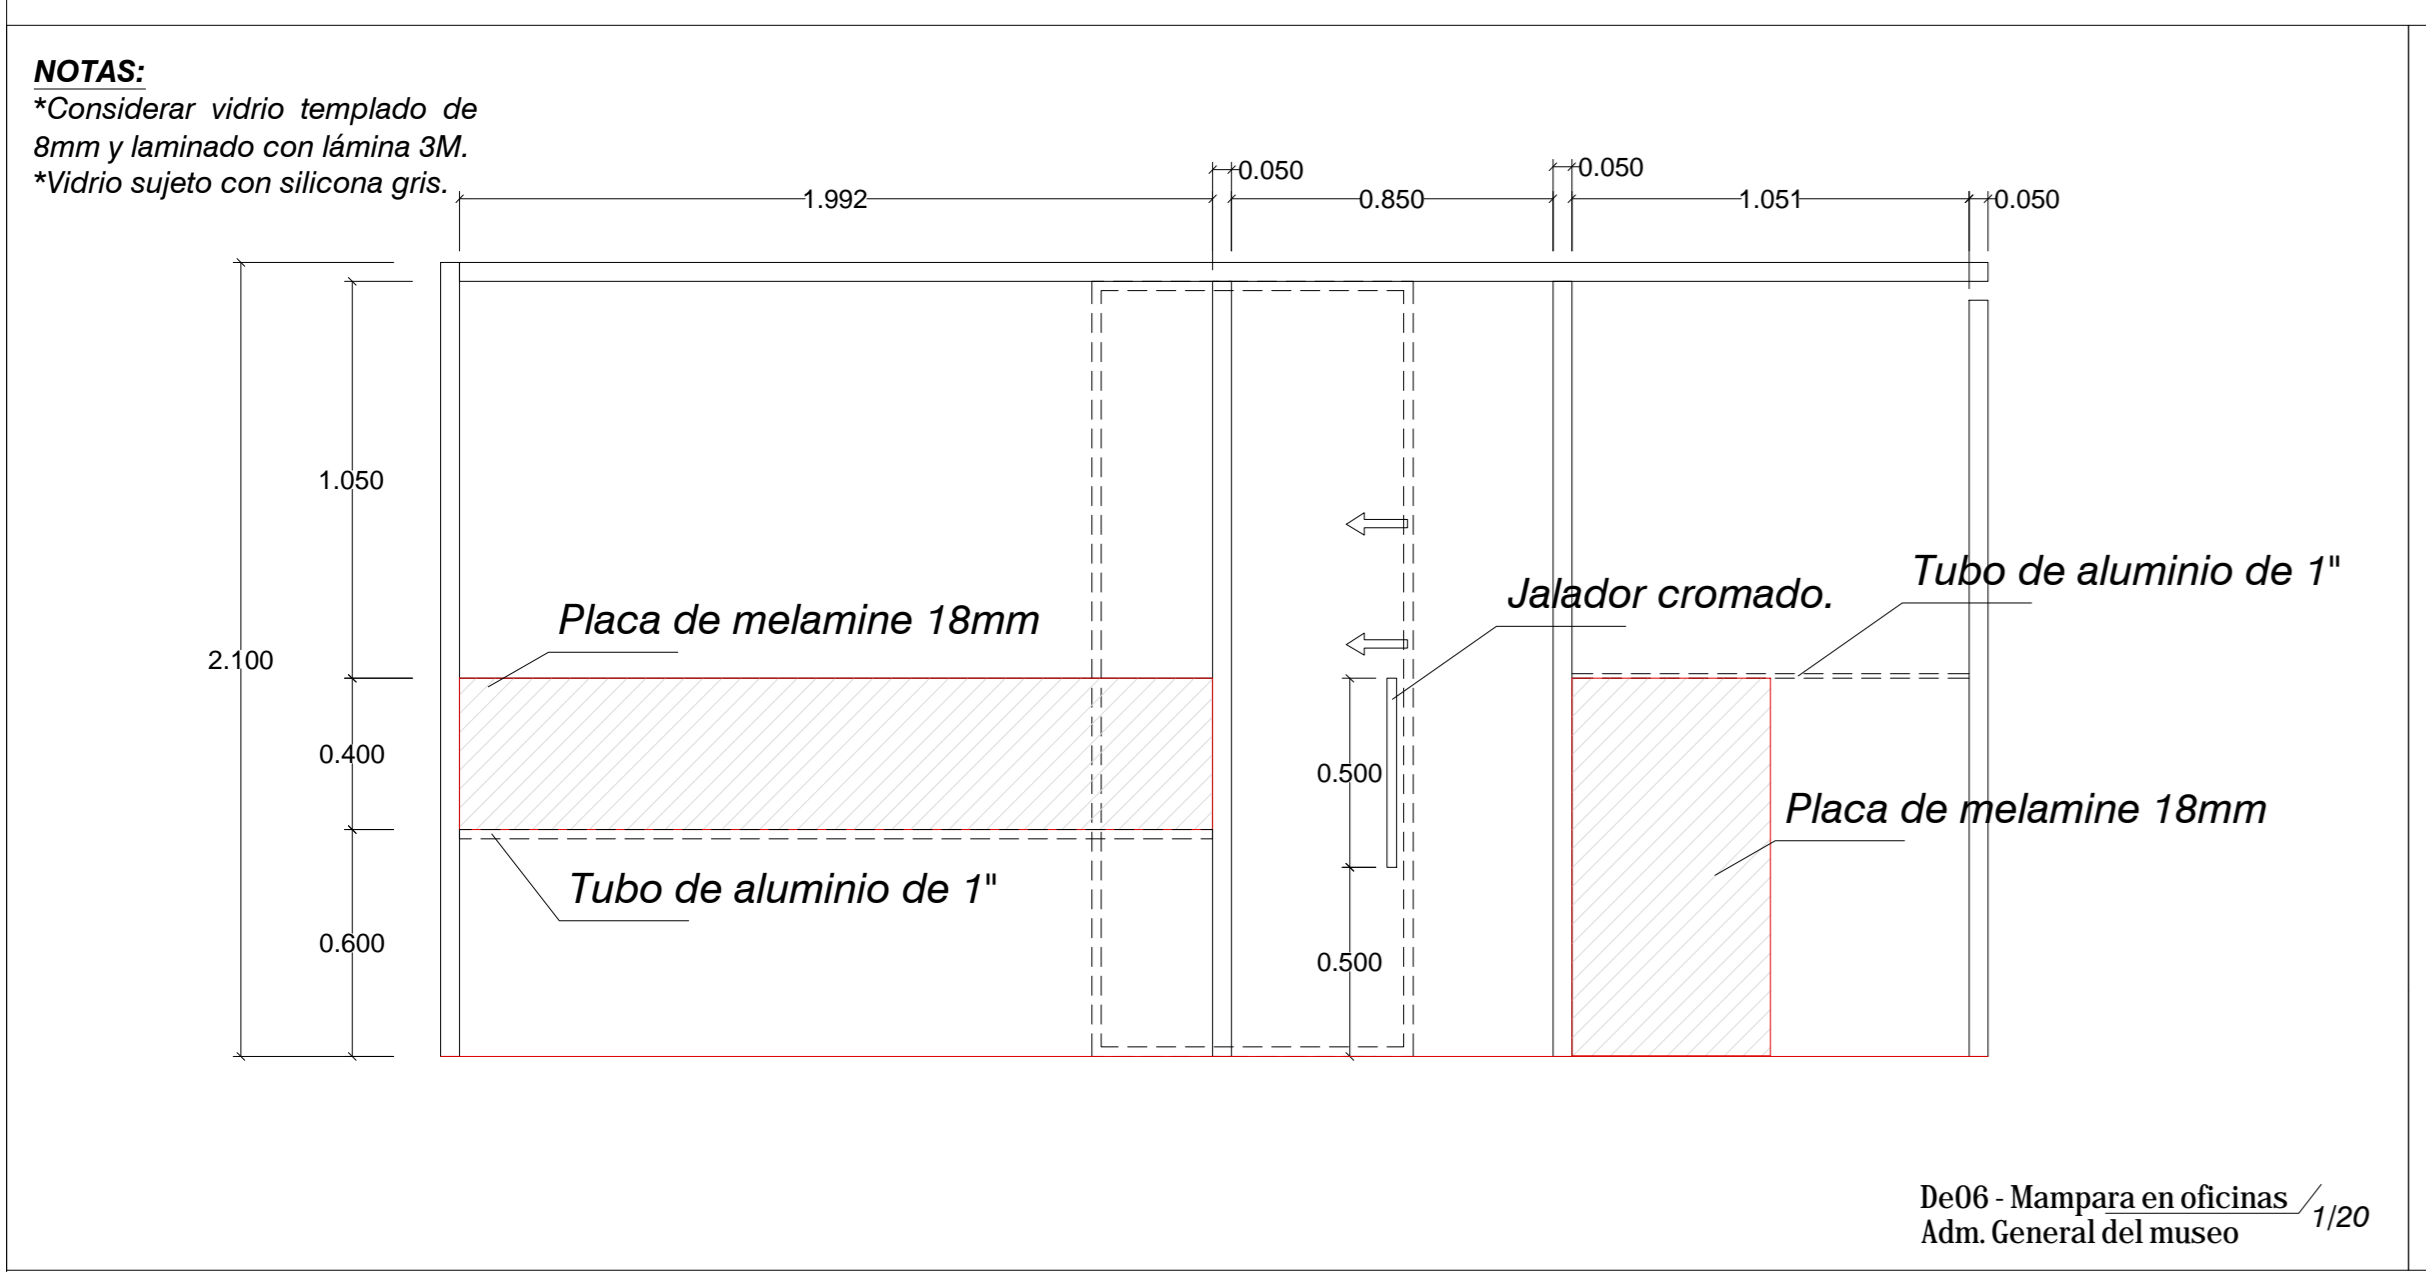 NOTAS:
*Considerar vidrio templado de
8mm y laminado con lámina 3M.
*Vidrio sujeto con silicona gris.
0.050
0.050
1.992
0.850
1.051
0.050
1.050
Tubo de aluminio de 1"
Jalador cromado.
Placa de melamine 18mm
2.100
0.400
0.500
Placa de melamine 18mm
Tubo de aluminio de 1"
0.600
0.500
De06 - Mampara en oficinas
Adm. General del museo
1/20